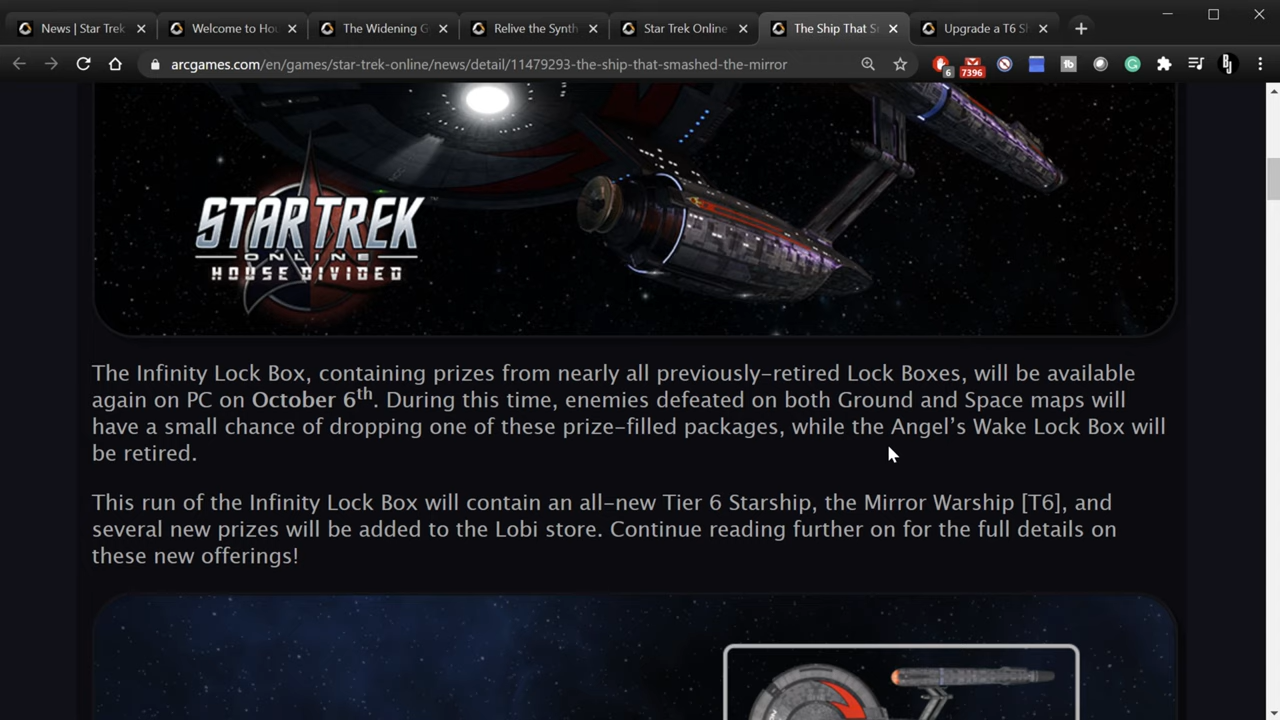 News | Star Trek
Welcome to Hou
The Widening G
Relive the Synth
Star Trek Online
The Ship That Sm
Upgrade a T6 Sh
arcgames.com/en/games/star-trek-online/news/detail/11479293-the-ship-that-smashed-the-mirror
6
7396
STAR TREK
ONLINE
HOUSE DIVIDED
The Infinity Lock Box, containing prizes from nearly all previously-retired Lock Boxes, will be available
again on PC on October 6th. During this time, enemies defeated on both Ground and Space maps will
have a small chance of dropping one of these prize-filled packages, while the Angel’s Wake Lock Box will
be retired.
This run of the Infinity Lock Box will contain an all-new Tier 6 Starship, the Mirror Warship [T6], and
several new prizes will be added to the Lobi store. Continue reading further on for the full details on
these new offerings!